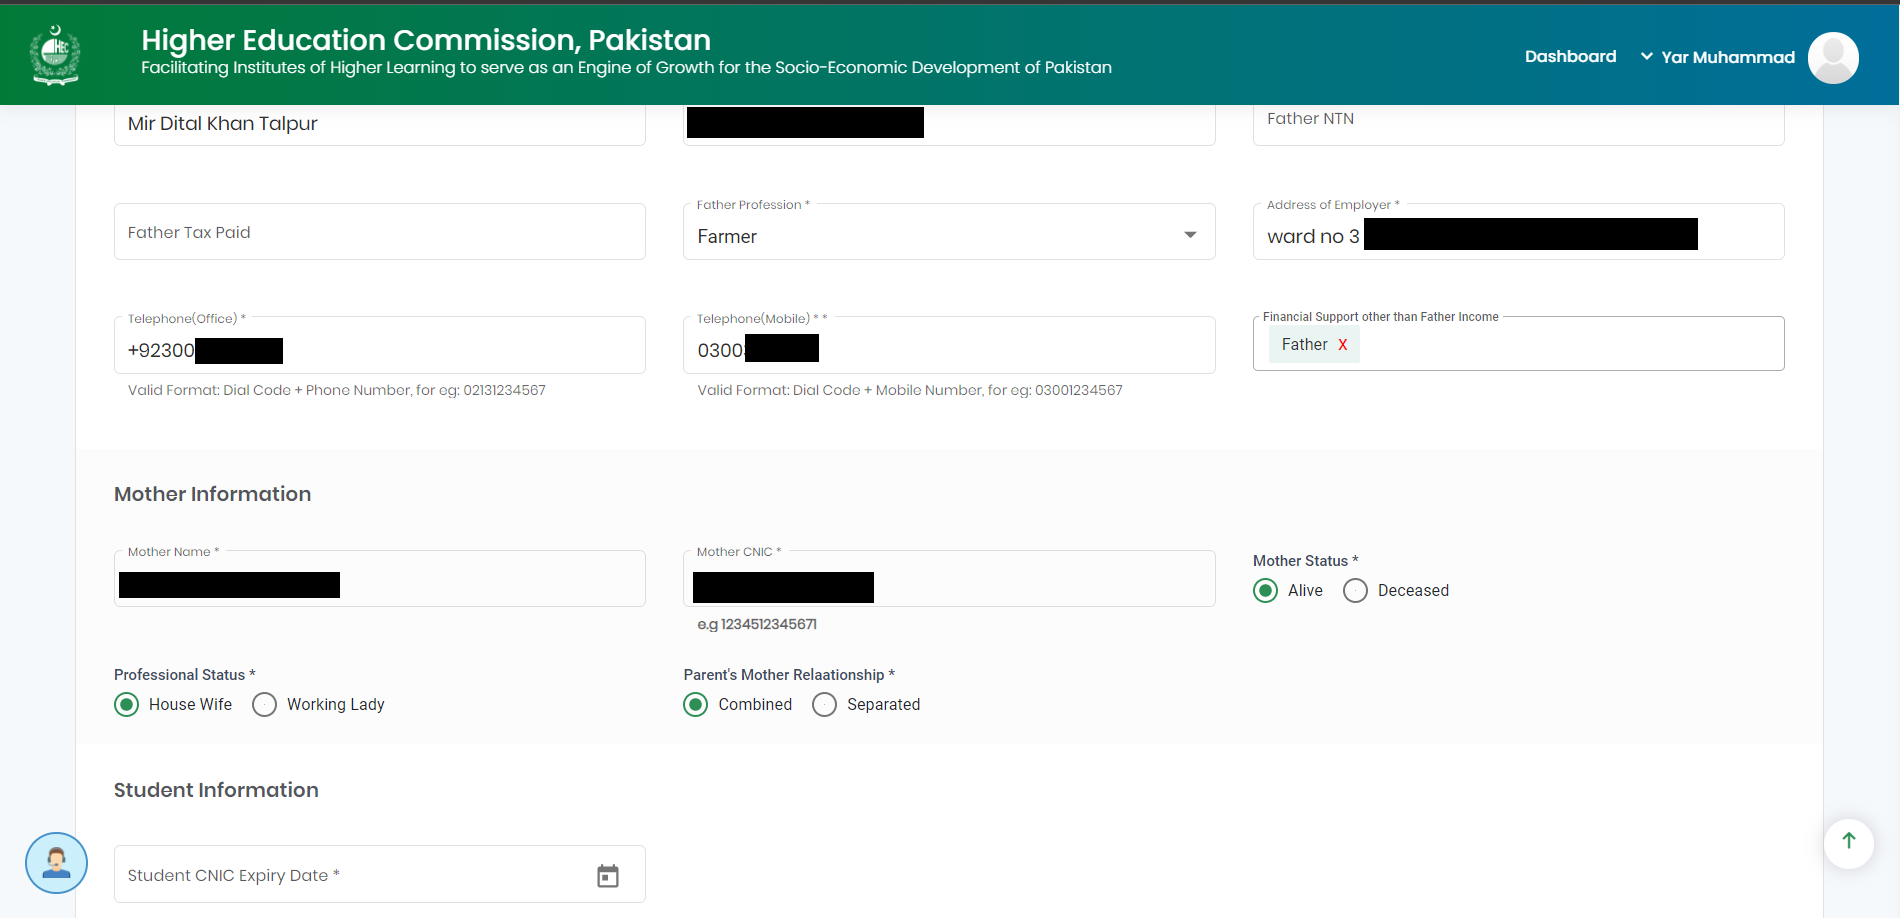 HEC
Higher Education Commission, Pakistan
Facilitating Institutes of Higher Learning to serve as an Engine of Growth for the Socio-Economic Development of Pakistan
Dashboard
Yar Muhammad
Mir Dital Khan Talpur
Father NTN
Father Tax Paid
Father Profession *
Farmer
Address of Employer *
ward no 3
Telephone(Office) *
+92300
Valid Format: Dial Code + Phone Number, for eg: 02131234567
Telephone(Mobile) * *
0300
Valid Format: Dial Code + Mobile Number, for eg: 03001234567
Financial Support other than Father Income
Father X
Mother Information
Mother Name *
Mother CNIC *
e.g 1234512345671
Mother Status *
Alive
Deceased
Professional Status *
House Wife
Working Lady
Parent's Mother Relaationship *
Combined
Separated
Student Information
Student CNIC Expiry Date *